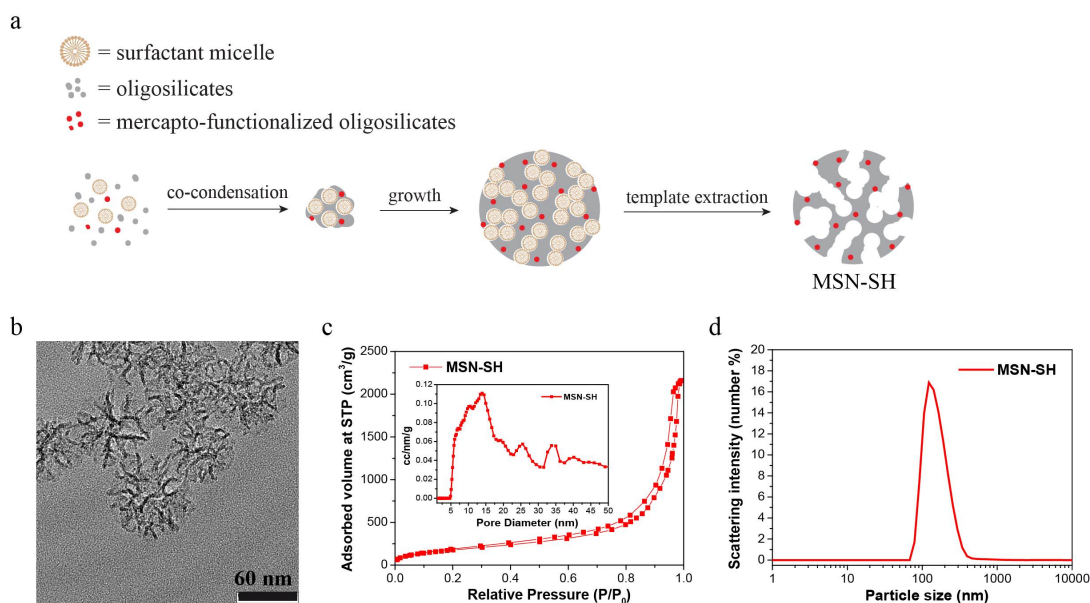 a
= surfactant micelle
= oligosilicates
= mercapto-functionalized oligosilicates
co-condensation
growth
template extraction
MSN-SH
b
60 nm
c
Adsorbed volume at STP (cm³/g)
2500
2000
1500
1000
500
0
0.0 0.2 0.4 0.6 0.8 1.0
Relative Pressure (P/P₀)
MSN-SH
cc/nm/g
0.12
0.10
0.08
0.06
0.04
0.02
0.00
5 10 15 20 25 30 35 40 45 50
Pore Diameter (nm)
MSN-SH
d
Scattering intensity (number %)
20
18
16
14
12
10
8
6
4
2
0
1 10 100 1000 10000
Particle size (nm)
MSN-SH